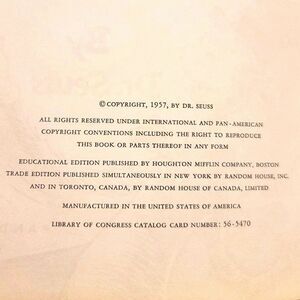 © COPYRIGHT, 1957, BY DR. SEUSS
ALL RIGHTS RESERVED UNDER INTERNATIONAL AND PAN-AMERICAN
COPYRIGHT CONVENTIONS INCLUDING THE RIGHT TO REPRODUCE
THIS BOOK OR PARTS THEREOF IN ANY FORM
EDUCATIONAL EDITION PUBLISHED BY HOUGHTON MIFFLIN COMPANY, BOSTON
TRADE EDITION PUBLISHED SIMULTANEOUSLY IN NEW YORK BY RANDOM HOUSE, INC.
AND IN TORONTO, CANADA, BY RANDOM HOUSE OF CANADA, LIMITED
MANUFACTURED IN THE UNITED STATES OF AMERICA
LIBRARY OF CONGRESS CATALOG CARD NUMBER: 56-5470